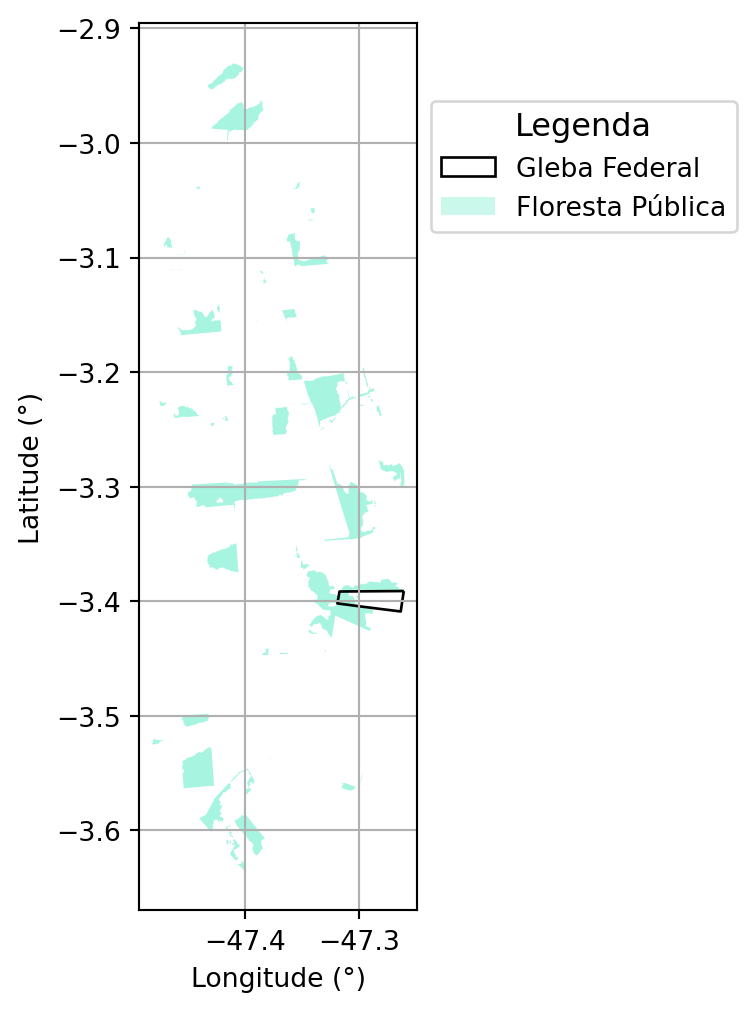 Legenda
Gleba Federal
Floresta Pública
Latitude (°)
−2.9
−3.0
−3.1
−3.2
−3.3
−3.4
−3.5
−3.6
−47.4
−47.3
Longitude (°)